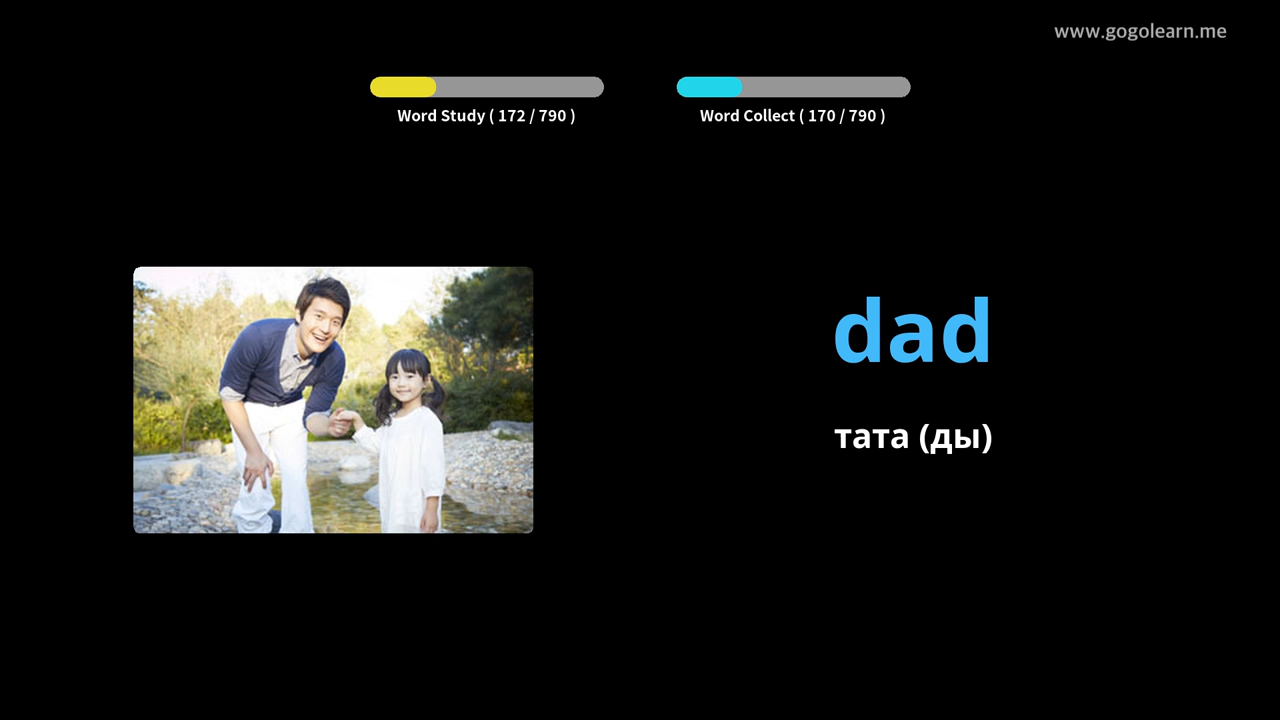 www.gogolearn.me
Word Study ( 172 / 790 )
Word Collect ( 170 / 790 )
dad
тата (ды)